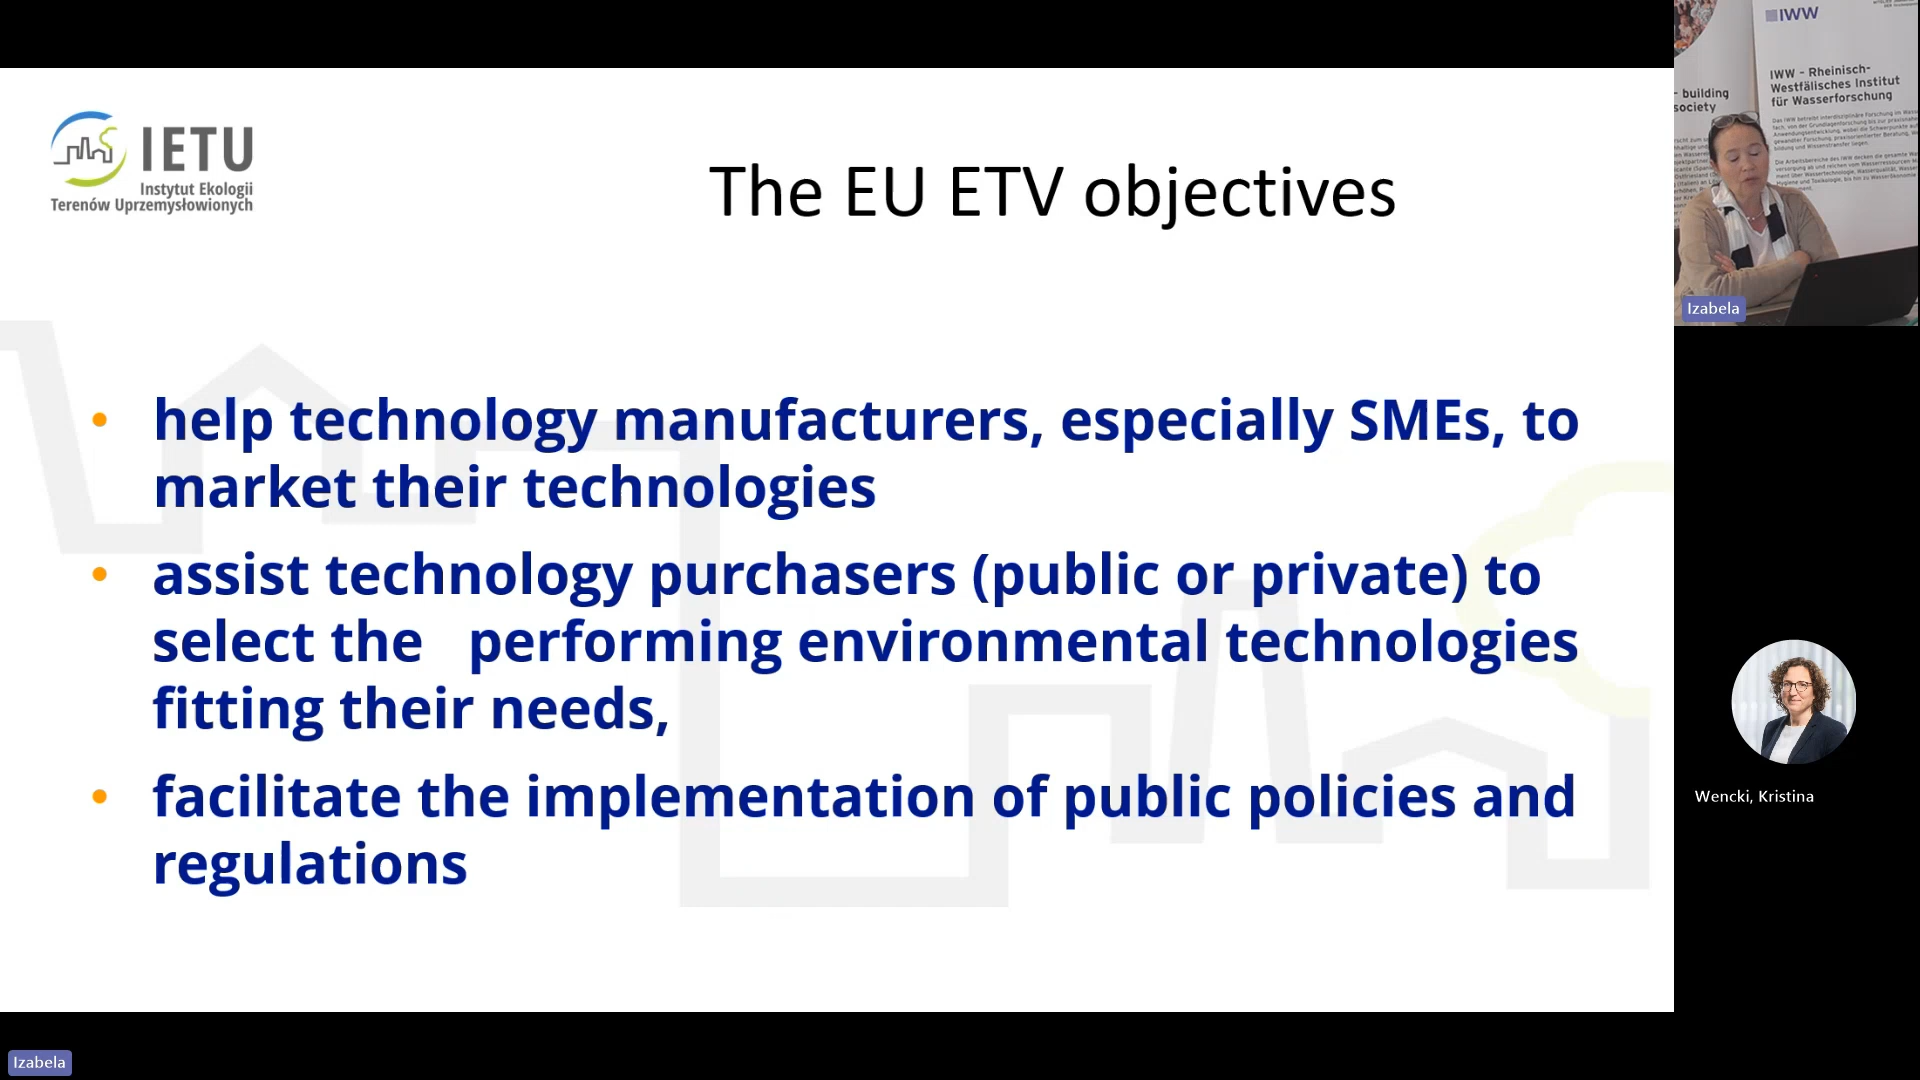 IETU
Instytut Ekologii
Terenów Uprzemysłowionych
The EU ETV objectives
• help technology manufacturers, especially SMEs, to
market their technologies
• assist technology purchasers (public or private) to
select the   performing environmental technologies
fitting their needs,
• facilitate the implementation of public policies and
regulations
Izabela
IWW
- building
society
IWW - Rheinisch-
Westfälisches Institut
für Wasserforschung
Izabela
Wencki, Kristina